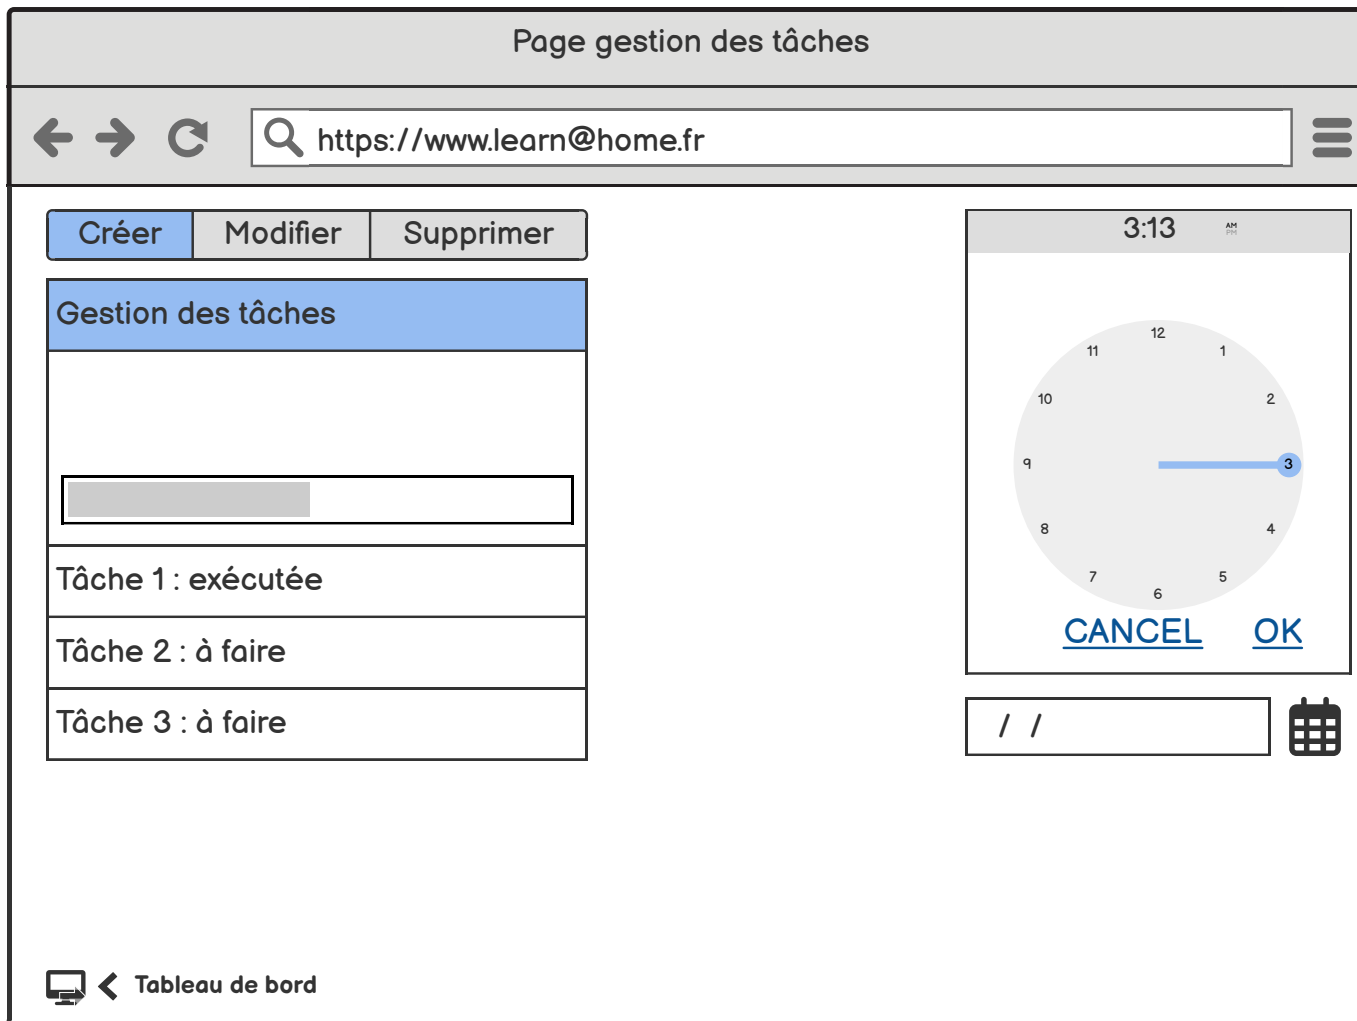 Page gestion des tâches
https://www.learn@home.fr
Créer Modifier Supprimer
Gestion des tâches
Tâche 1 : exécutée
Tâche 2 : à faire
Tâche 3 : à faire
3:13 AM PM
12
11 1
10 2
9 3
8 4
7 5
6
CANCEL OK
/ /
Tableau de bord